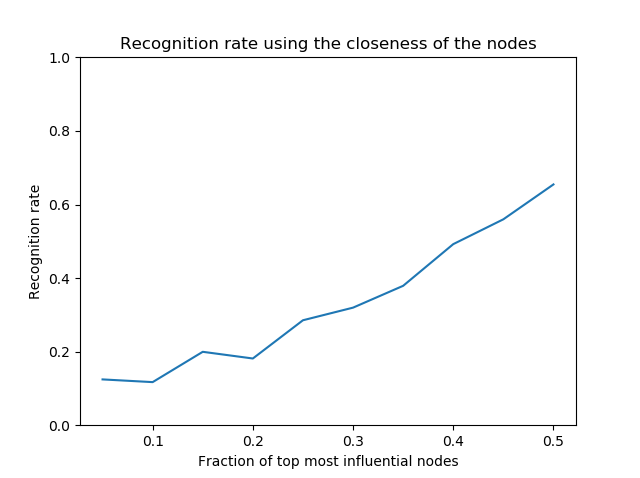 Recognition rate using the closeness of the nodes
1.0
0.8
0.6
0.4
0.2
0.0
Recognition rate
0.1 0.2 0.3 0.4 0.5
Fraction of top most influential nodes